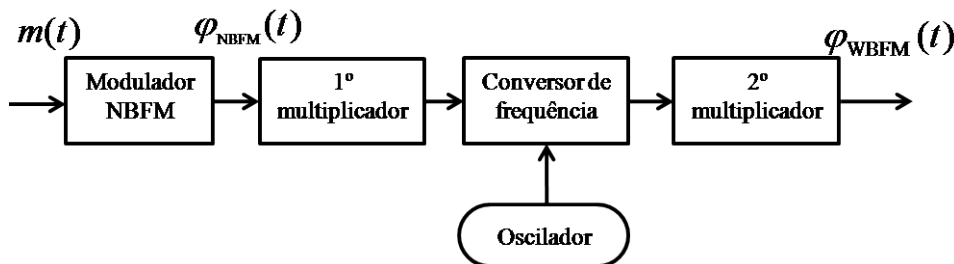 m(t)
φNBFM(t)
φWBFM(t)
Modulador
NBFM
1º
multiplicador
Conversor de
frequência
2º
multiplicador
Oscilador